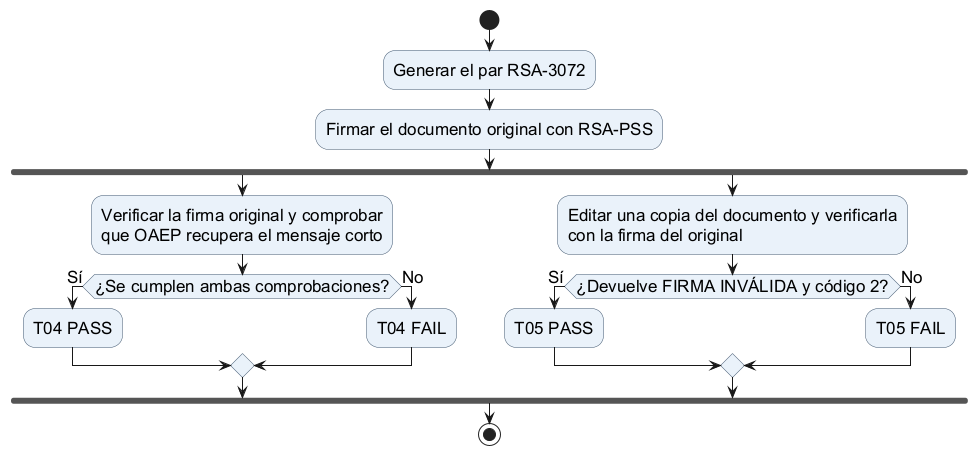 Generar el par RSA-3072
Firmar el documento original con RSA-PSS
Verificar la firma original y comprobar
que OAEP recupera el mensaje corto
¿Se cumplen ambas comprobaciones?
Sí
No
T04 PASS
T04 FAIL
Editar una copia del documento y verificarla
con la firma del original
¿Devuelve FIRMA INVÁLIDA y código 2?
Sí
No
T05 PASS
T05 FAIL